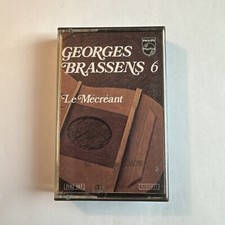 GEORGES
BRASSENS 6
PHILIPS
Le Mécréant